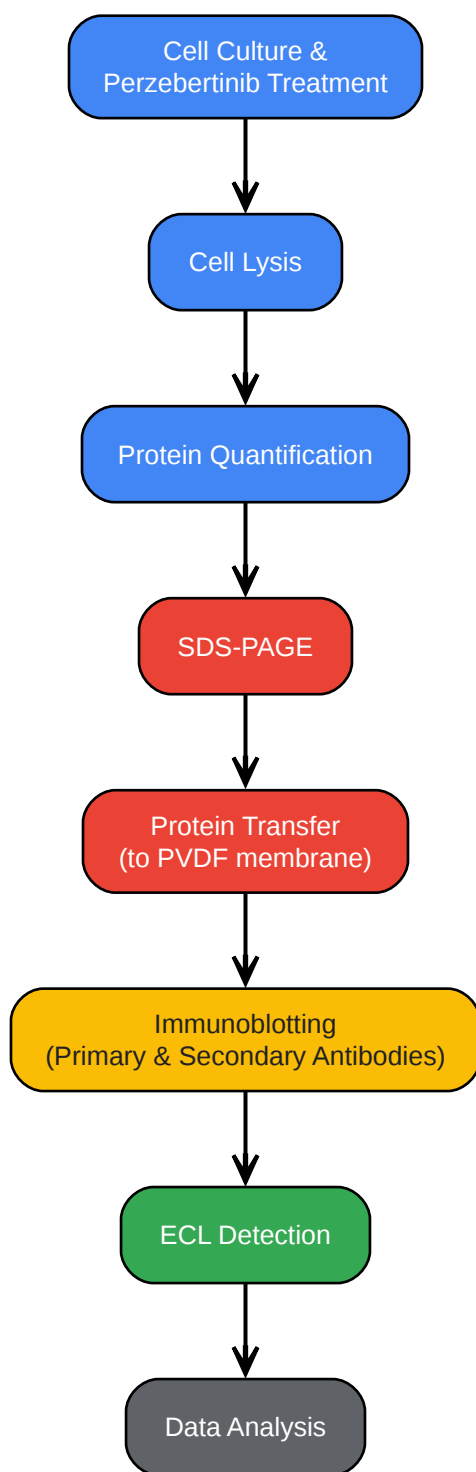 Cell Culture &
Perzebertinib Treatment
Cell Lysis
Protein Quantification
SDS-PAGE
Protein Transfer
(to PVDF membrane)
Immunoblotting
(Primary & Secondary Antibodies)
ECL Detection
Data Analysis